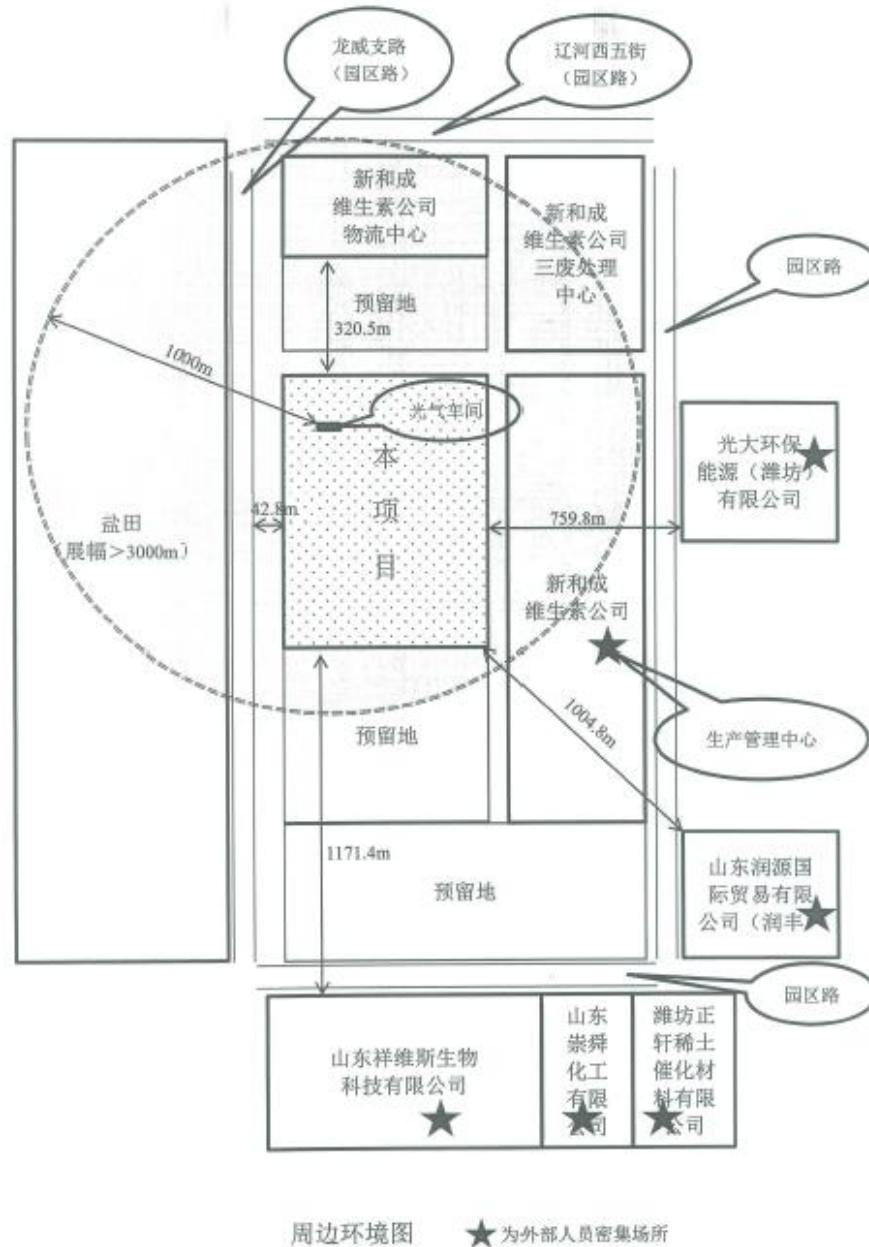 龙威支路
(园区路)
辽河西五街
(园区路)
新和成
维生素公司
物流中心
新和成
维生素公司
三废处理
中心
园区路
预留地
320.5m
1000m
光气车间
本
项
目
光大环保
能源(潍坊)
有限公司
42.8m
759.8m
盐田
(展幅>3000m)
新和成
维生素公司
1004.8m
预留地
生产管理中心
1171.4m
预留地
山东润源国
际贸易有限
公司(润丰
园区路
山东祥维斯生物
科技有限公司
山东
崇舜
化工
有限
公司
潍坊正
轩稀土
催化材
料有限
公司
周边环境图
★为外部人员密集场所